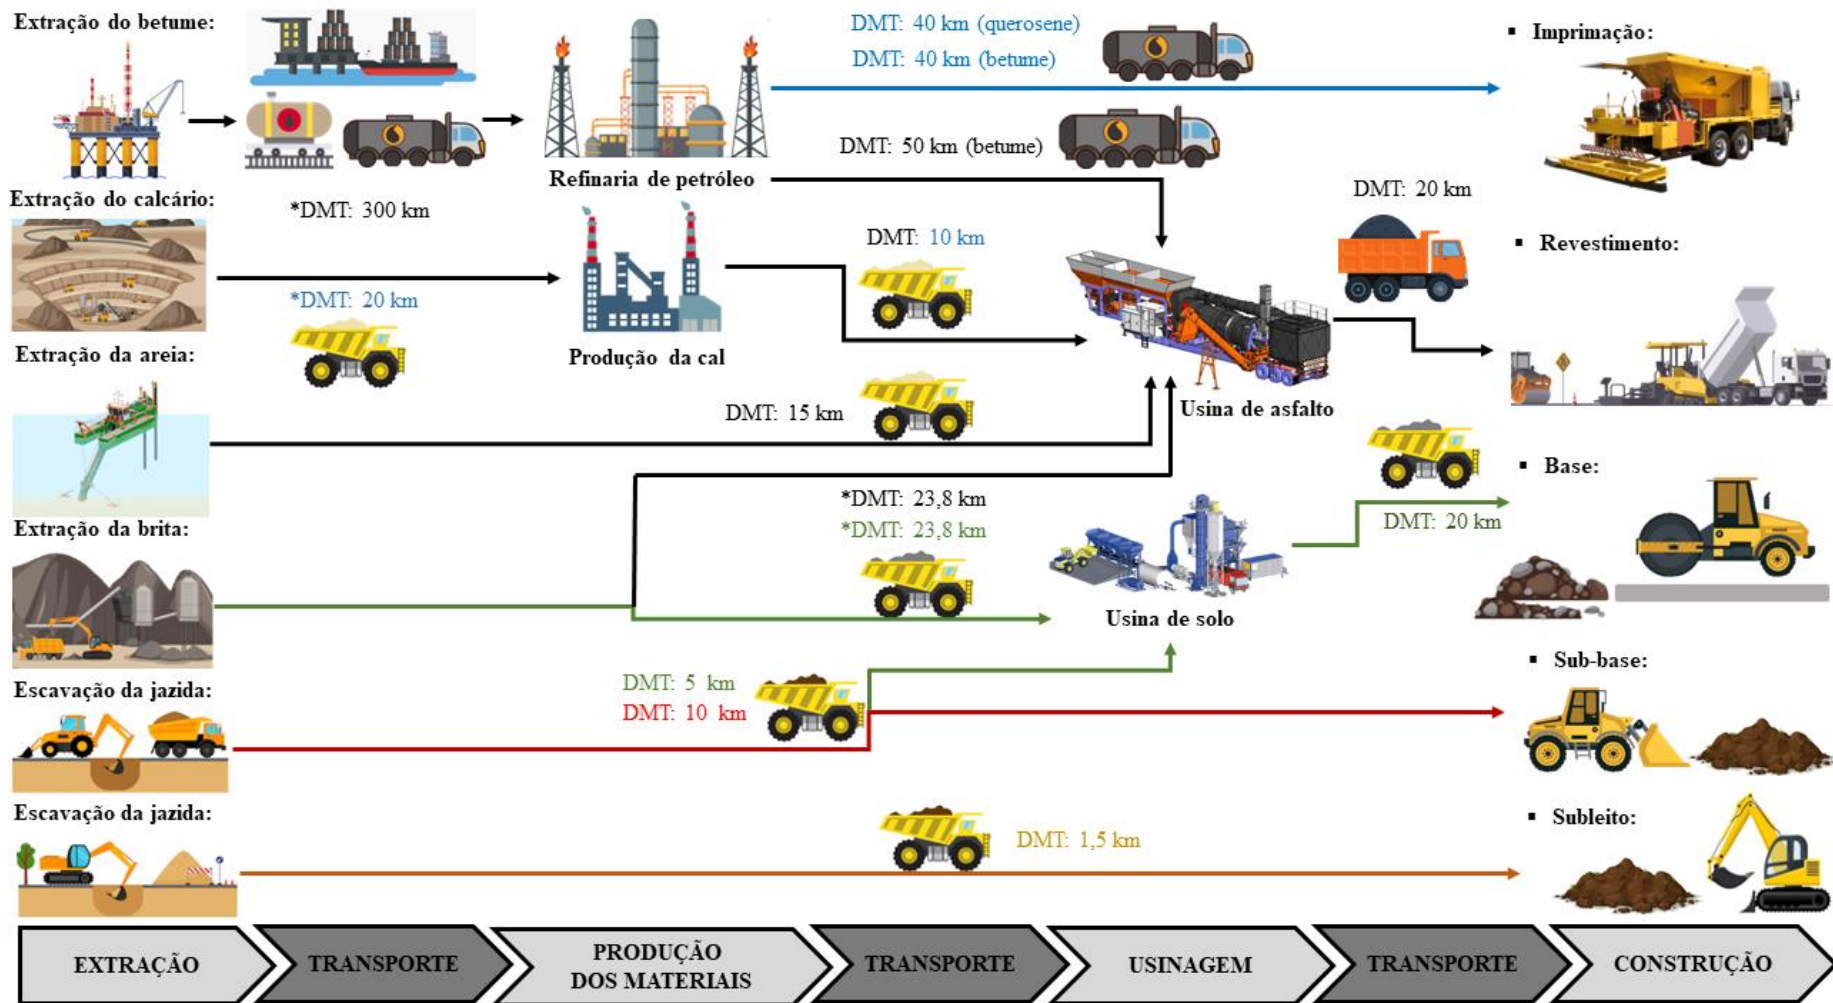 Extração do betume:
DMT: 40 km (querosene)
DMT: 40 km (betume)
▪ Imprimação:
DMT: 50 km (betume)
Refinaria de petróleo
Extração do calcário:
*DMT: 300 km
DMT: 20 km
DMT: 10 km
▪ Revestimento:
*DMT: 20 km
Extração da areia:
Produção da cal
DMT: 15 km
Usina de asfalto
▪ Base:
*DMT: 23,8 km
*DMT: 23,8 km
DMT: 20 km
Extração da brita:
Usina de solo
▪ Sub-base:
Escavação da jazida:
DMT: 5 km
DMT: 10 km
Escavação da jazida:
▪ Subleito:
DMT: 1,5 km
EXTRAÇÃO
TRANSPORTE
PRODUÇÃO
DOS MATERIAIS
TRANSPORTE
USINAGEM
TRANSPORTE
CONSTRUÇÃO